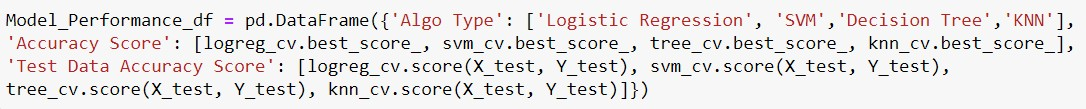 Model_Performance_df = pd.DataFrame({'Algo Type': ['Logistic Regression', 'SVM','Decision Tree','KNN'],
'Accuracy Score': [logreg_cv.best_score_, svm_cv.best_score_, tree_cv.best_score_, knn_cv.best_score_],
'Test Data Accuracy Score': [logreg_cv.score(X_test, Y_test), svm_cv.score(X_test, Y_test),
tree_cv.score(X_test, Y_test), knn_cv.score(X_test, Y_test)]})